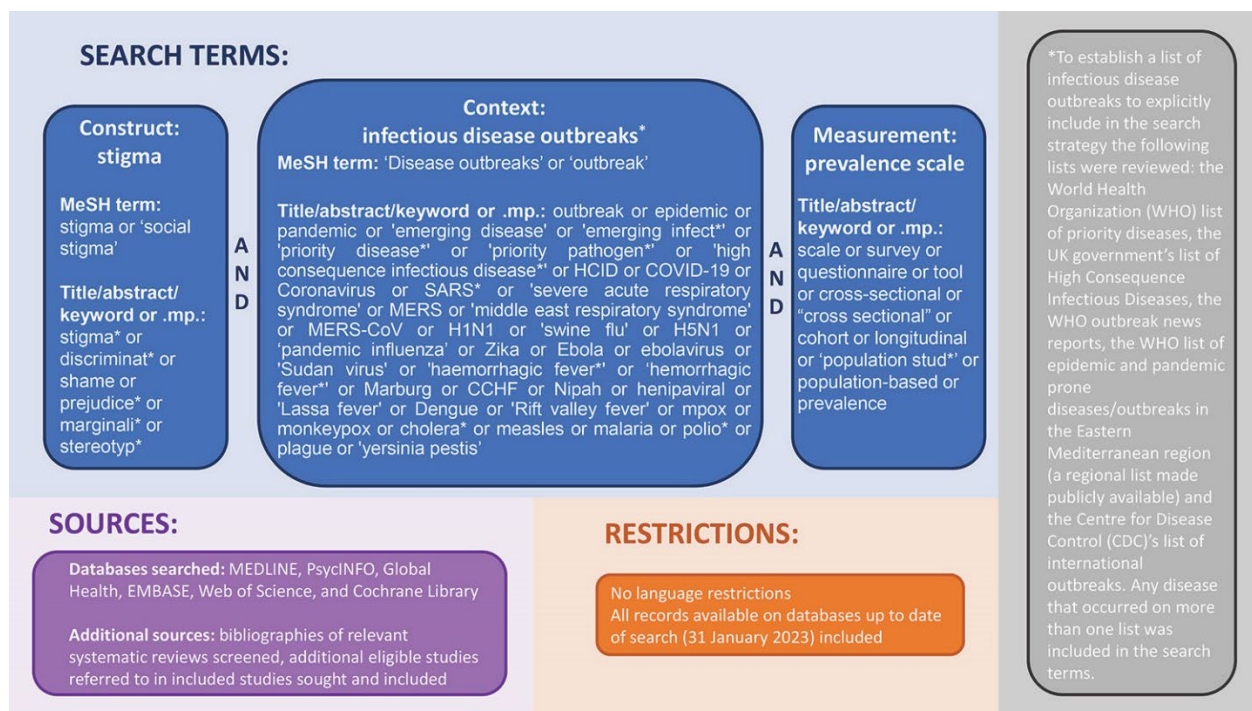 SEARCH TERMS:
Construct:
stigma
MeSH term:
stigma or ‘social
stigma’
Title/abstract/
keyword or .mp.:
stigma* or
discriminat* or
shame or
prejudice* or
marginali* or
stereotyp*
A
N
D
Context:
infectious disease outbreaks*
MeSH term: ‘Disease outbreaks’ or ‘outbreak’
Title/abstract/keyword or .mp.: outbreak or epidemic or
pandemic or 'emerging disease' or 'emerging infect*' or
'priority disease*' or 'priority pathogen*' or 'high
consequence infectious disease*' or HCID or COVID-19 or
Coronavirus or SARS* or 'severe acute respiratory
syndrome' or MERS or 'middle east respiratory syndrome'
or MERS-CoV or H1N1 or 'swine flu' or H5N1 or
‘pandemic influenza’ or Zika or Ebola or ebolavirus or
'Sudan virus' or 'haemorrhagic fever*' or 'hemorrhagic
fever*' or Marburg or CCHF or Nipah or henipaviral or
'Lassa fever' or Dengue or 'Rift valley fever' or mpox or
monkeypox or cholera* or measles or malaria or polio* or
plague or 'yersinia pestis’
A
N
D
Measurement:
prevalence scale
Title/abstract/
keyword or .mp.:
scale or survey or
questionnaire or tool
or cross-sectional or
“cross sectional” or
cohort or longitudinal
or ‘population stud*’ or
population-based or
prevalence
*To establish a list of
infectious disease
outbreaks to explicitly
include in the search
strategy the following
lists were reviewed: the
World Health
Organization (WHO) list
of priority diseases, the
UK government’s list of
High Consequence
Infectious Diseases, the
WHO outbreak news
reports, the WHO list of
epidemic and pandemic
prone
diseases/outbreaks in
the Eastern
Mediterranean region
(a regional list made
publicly available) and
the Centre for Disease
Control (CDC)’s list of
international
outbreaks. Any disease
that occurred on more
than one list was
included in the search
terms.
SOURCES:
Databases searched: MEDLINE, PsycINFO, Global
Health, EMBASE, Web of Science, and Cochrane Library
Additional sources: bibliographies of relevant
systematic reviews screened, additional eligible studies
referred to in included studies sought and included
RESTRICTIONS:
No language restrictions
All records available on databases up to date
of search (31 January 2023) included